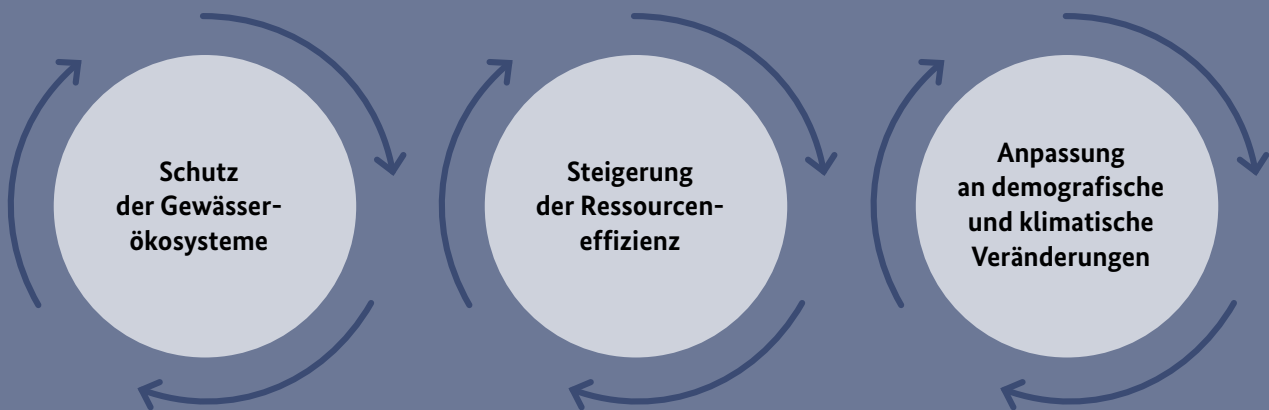 Schutz
der Gewässer-
ökosysteme
Steigerung
der Ressourcen-
effizienz
Anpassung
an demografische
und klimatische
Veränderungen